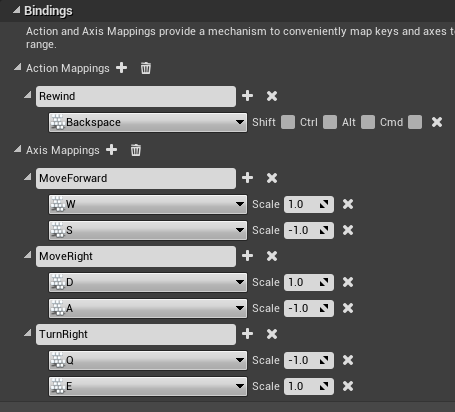 Bindings
Action and Axis Mappings provide a mechanism to conveniently map keys and axes to
range.
Action Mappings
Rewind
Backspace Shift Ctrl Alt Cmd
Axis Mappings
MoveForward
W Scale 1.0
S Scale -1.0
MoveRight
D Scale 1.0
A Scale -1.0
TurnRight
Q Scale -1.0
E Scale 1.0